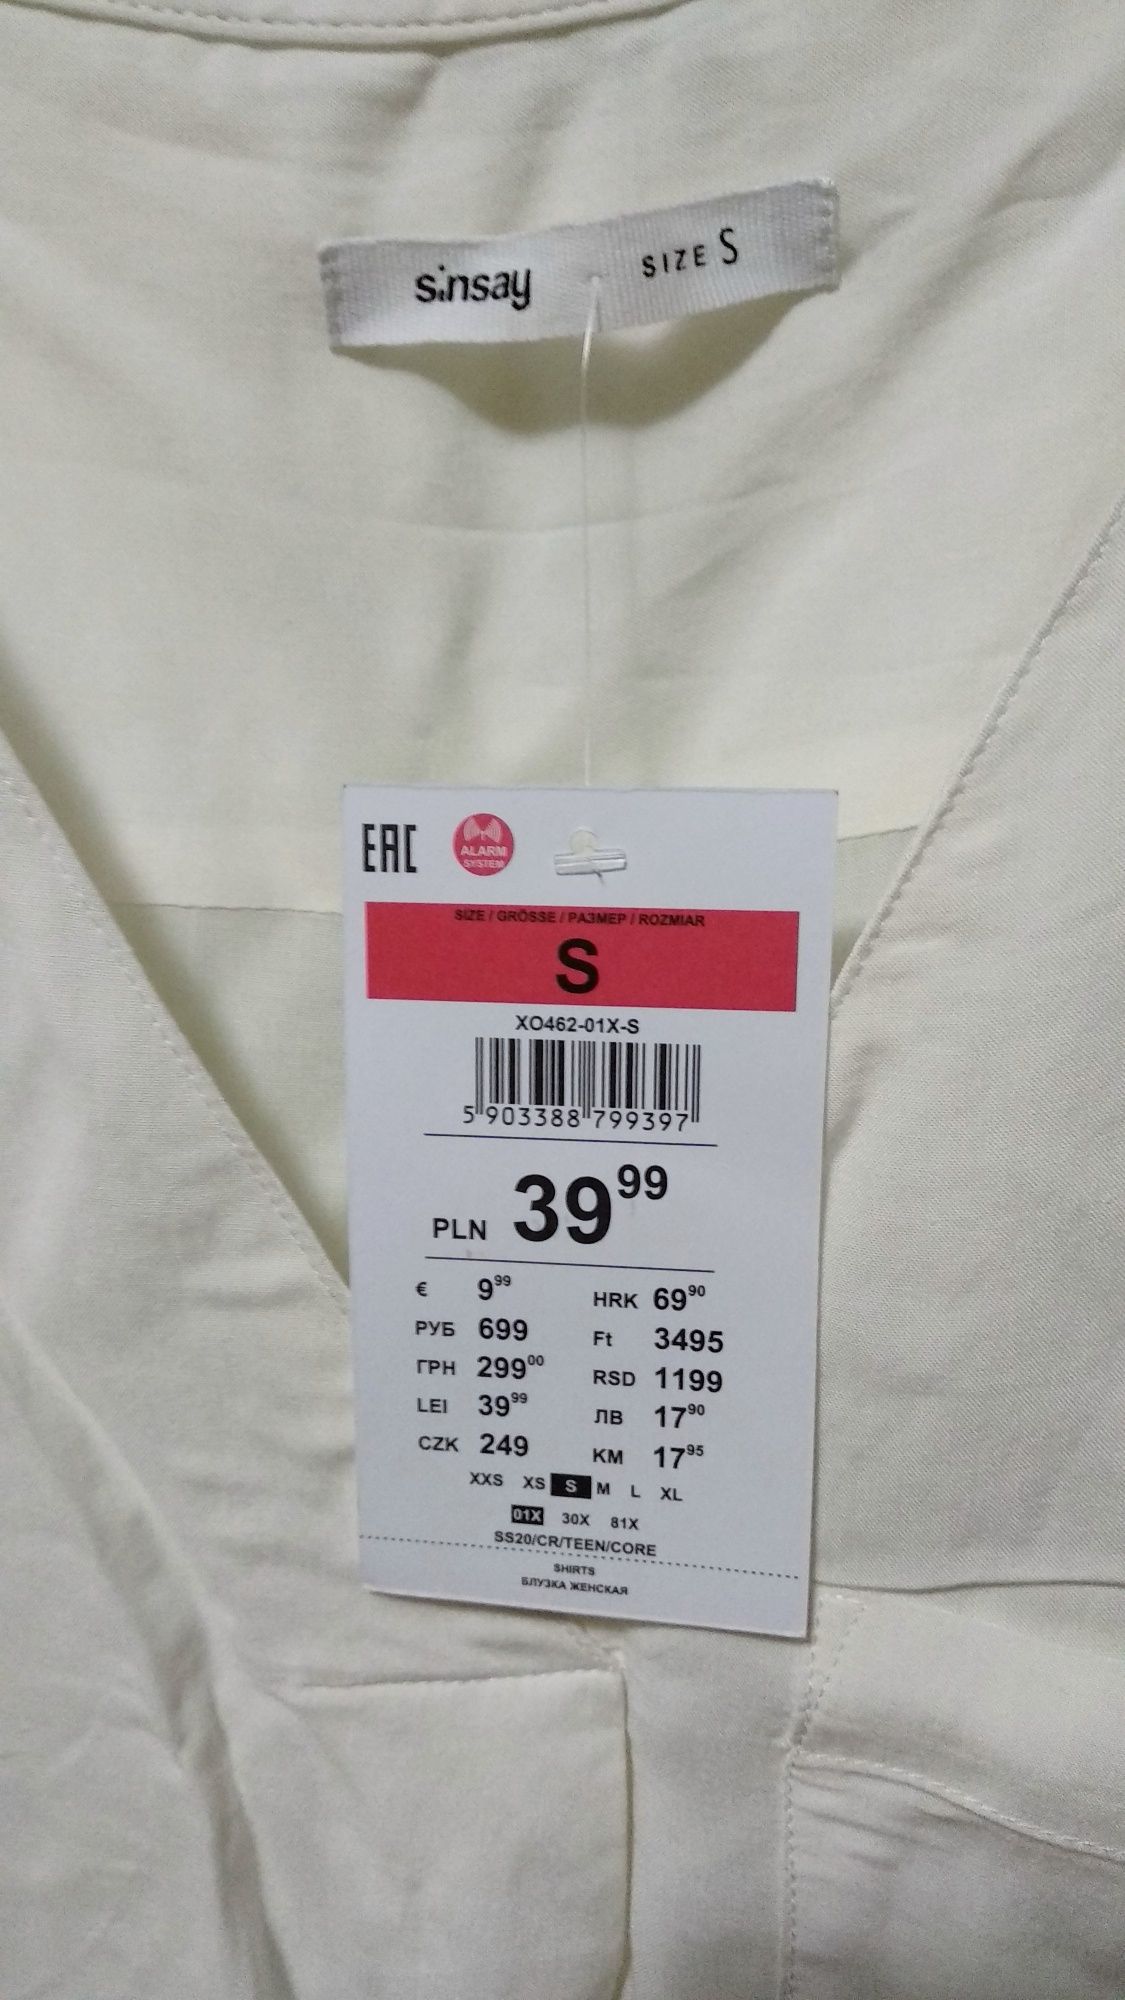 sinsay SIZE S
EAC ALARM SYSTEM
SIZE / GRÖSSE / РАЗМЕР / ROZMIAR
S
XO462-01X-S
5 903388 799397
PLN 39 99
€ 9 99 HRK 69 90
РУБ 699 Ft 3495
ГРН 299 00 RSD 1199
LEI 39 99 ЛВ 17 90
CZK 249 KM 17 95
XXS XS S M L XL
01X 30X 81X
SS20/CR/TEEN/CORE
SHIRTS
БЛУЗКА ЖЕНСКАЯ